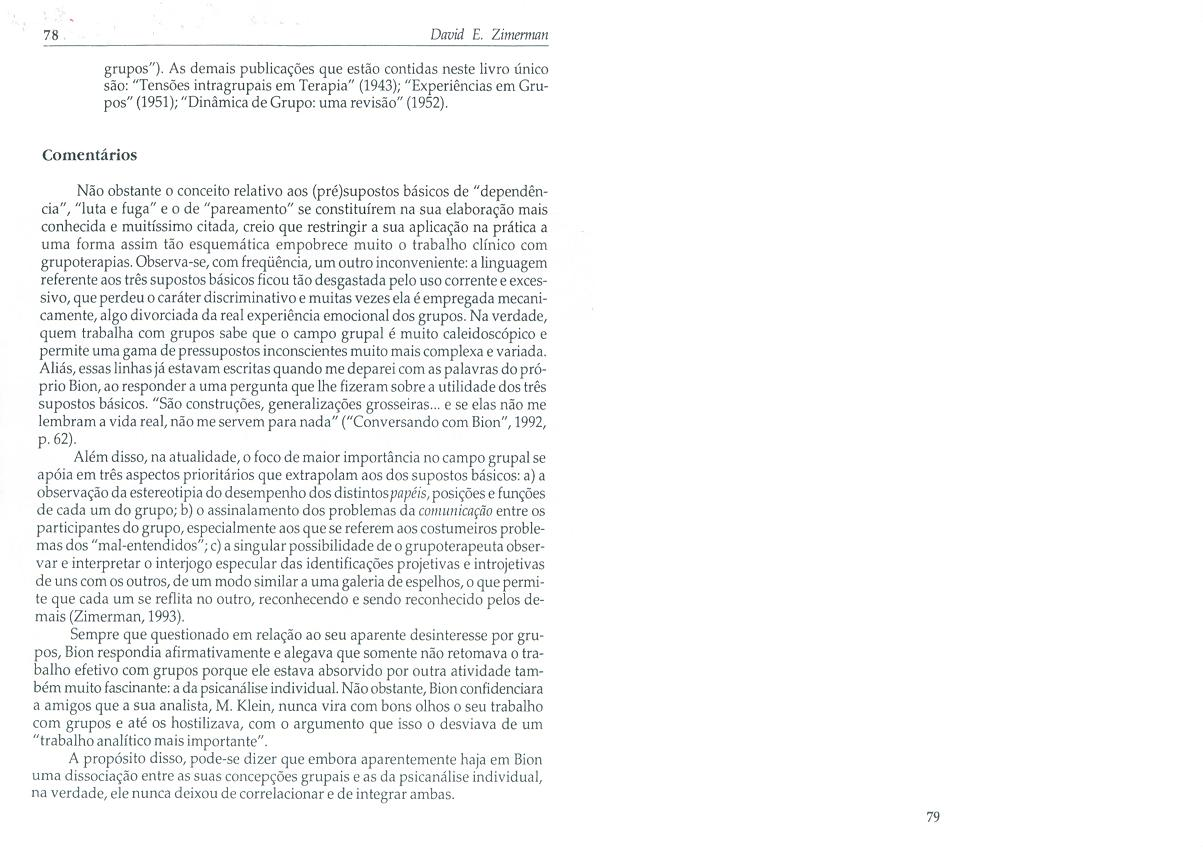 78
David E. Zimerman
grupos"). As demais publicações que estão contidas neste livro único
são: "Tensões intragrupais em Terapia" (1943); "Experiências em Gru-
pos" (1951); "Dinâmica de Grupo: uma revisão" (1952).
Comentários
Não obstante o conceito relativo aos (pré)supostos básicos de "dependên-
cia", "luta e fuga" e o de "pareamento" se constituírem na sua elaboração mais
conhecida e muitíssimo citada, creio que restringir a sua aplicação na prática a
uma forma assim tão esquemática empobrece muito o trabalho clínico com
grupoterapias. Observa-se, com freqüência, um outro inconveniente: a linguagem
referente aos três supostos básicos ficou tão desgastada pelo uso corrente e exces-
sivo, que perdeu o caráter discriminativo e muitas vezes ela é empregada mecani-
camente, algo divorciada da real experiência emocional dos grupos. Na verdade,
quem trabalha com grupos sabe que o campo grupal é muito caleidoscópico e
permite uma gama de pressupostos inconscientes muito mais complexa e variada.
Aliás, essas linhas já estavam escritas quando me deparei com as palavras do pró-
prio Bion, ao responder a uma pergunta que lhe fizeram sobre a utilidade dos três
supostos básicos. "São construções, generalizações grosseiras... e se elas não me
lembram a vida real, não me servem para nada" ("Conversando com Bion", 1992,
p. 62).
Além disso, na atualidade, o foco de maior importância no campo grupal se
apóia em três aspectos prioritários que extrapolam aos dos supostos básicos: a) a
observação da estereotipia do desempenho dos distintos papéis, posições e funções
de cada um do grupo; b) o assinalamento dos problemas da comunicação entre os
participantes do grupo, especialmente aos que se referem aos costumeiros proble-
mas dos "mal-entendidos"; c) a singular possibilidade de o grupoterapeuta obser-
var e interpretar o interjogo especular das identificações projetivas e introjetivas
de uns com os outros, de um modo similar a uma galeria de espelhos, o que permi-
te que cada um se reflita no outro, reconhecendo e sendo reconhecido pelos de-
mais (Zimerman, 1993).
Sempre que questionado em relação ao seu aparente desinteresse por gru-
pos, Bion respondia afirmativamente e alegava que somente não retomava o tra-
balho efetivo com grupos porque ele estava absorvido por outra atividade tam-
bém muito fascinante: a da psicanálise individual. Não obstante, Bion confidenciara
a amigos que a sua analista, M. Klein, nunca vira com bons olhos o seu trabalho
com grupos e até os hostilizava, com o argumento que isso o desviava de um
"trabalho analítico mais importante".
A propósito disso, pode-se dizer que embora aparentemente haja em Bion
uma dissociação entre as suas concepções grupais e as da psicanálise individual,
na verdade, ele nunca deixou de correlacionar e de integrar ambas.
79